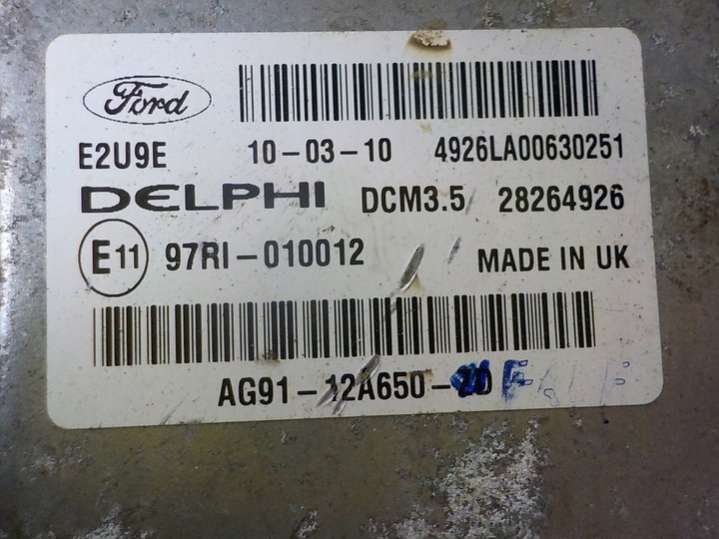 Ford
E2U9E 10-03-10 4926LA00630251
DELPHI DCM3.5 28264926
E11 97RI-010012 MADE IN UK
AG91-12A650-